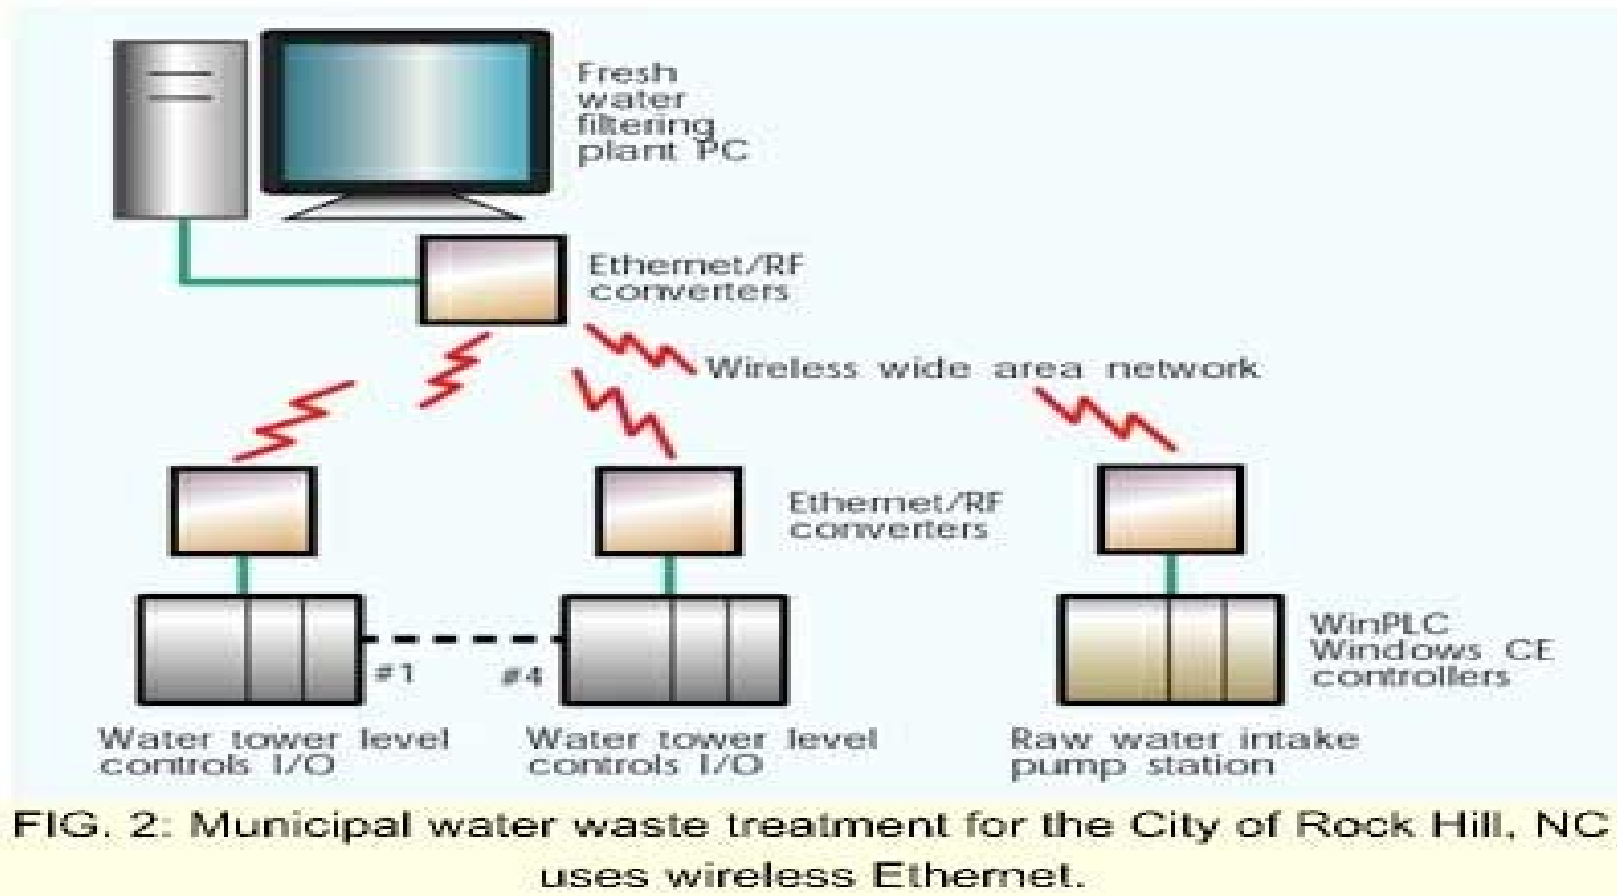 Fresh
water
filtering
plant PC
Ethernet/RF
converters
Wireless wide area network
Ethernet/RF
converters
#1
#4
WinPLC
Windows CE
controllers
Water tower level
controls I/O
Water tower level
controls I/O
Raw water intake
pump station
FIG. 2: Municipal water waste treatment for the City of Rock Hill, NC
uses wireless Ethernet.